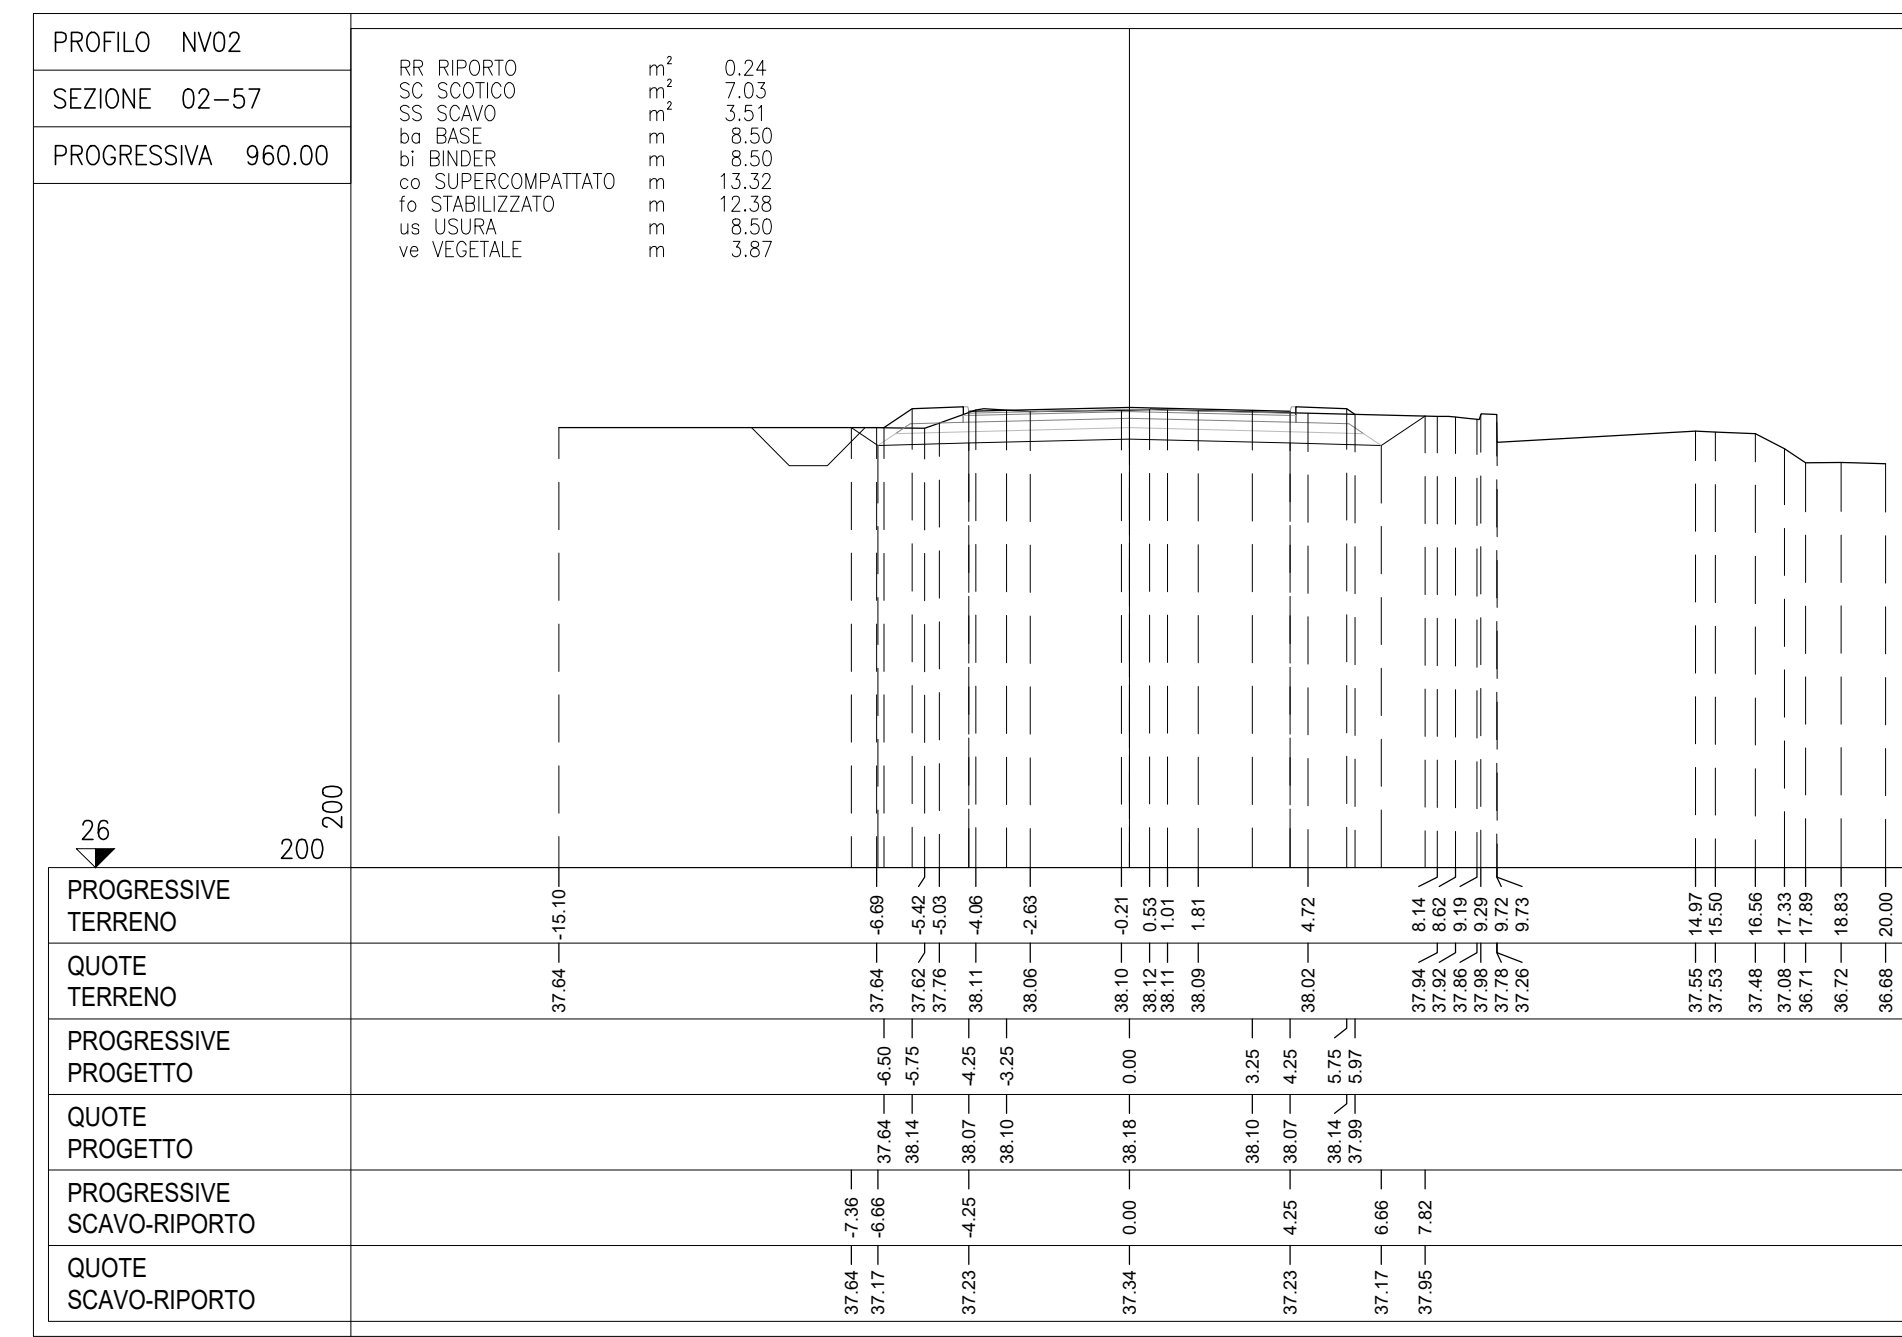 PROFILO NV02
SEZIONE 02-57
PROGRESSIVA 960.00
RR RIPORTO m² 0.24
SC SCOTICO m² 7.03
SS SCAVO m² 3.51
ba BASE m 8.50
bi BINDER m 8.50
co SUPERCOMPATTATO m 13.32
fo STABILIZZATO m 12.38
us USURA m 8.50
ve VEGETALE m 3.87
200
26
200
PROGRESSIVE
TERRENO
-15.10 -6.69 -5.42 -5.03 -4.06 -2.63 -0.21 0.53 1.01 1.81 4.72 8.14 8.62 9.19 9.29 9.72 9.73 14.97 15.50 16.56 17.33 17.89 18.83 20.00
QUOTE
TERRENO
37.64 37.64 37.62 37.76 38.11 38.06 38.10 38.12 38.11 38.09 38.02 37.94 37.92 37.86 37.98 37.78 37.26 37.55 37.53 37.48 37.08 36.71 36.72 36.68
PROGRESSIVE
PROGETTO
-6.50 -5.75 -4.25 -3.25 0.00 3.25 4.25 5.75 5.97
QUOTE
PROGETTO
37.64 38.14 38.07 38.10 38.18 38.10 38.07 38.14 37.99
PROGRESSIVE
SCAVO-RIPORTO
-7.36 -6.66 -4.25 0.00 4.25 6.66 7.82
QUOTE
SCAVO-RIPORTO
37.64 37.17 37.23 37.34 37.23 37.17 37.95